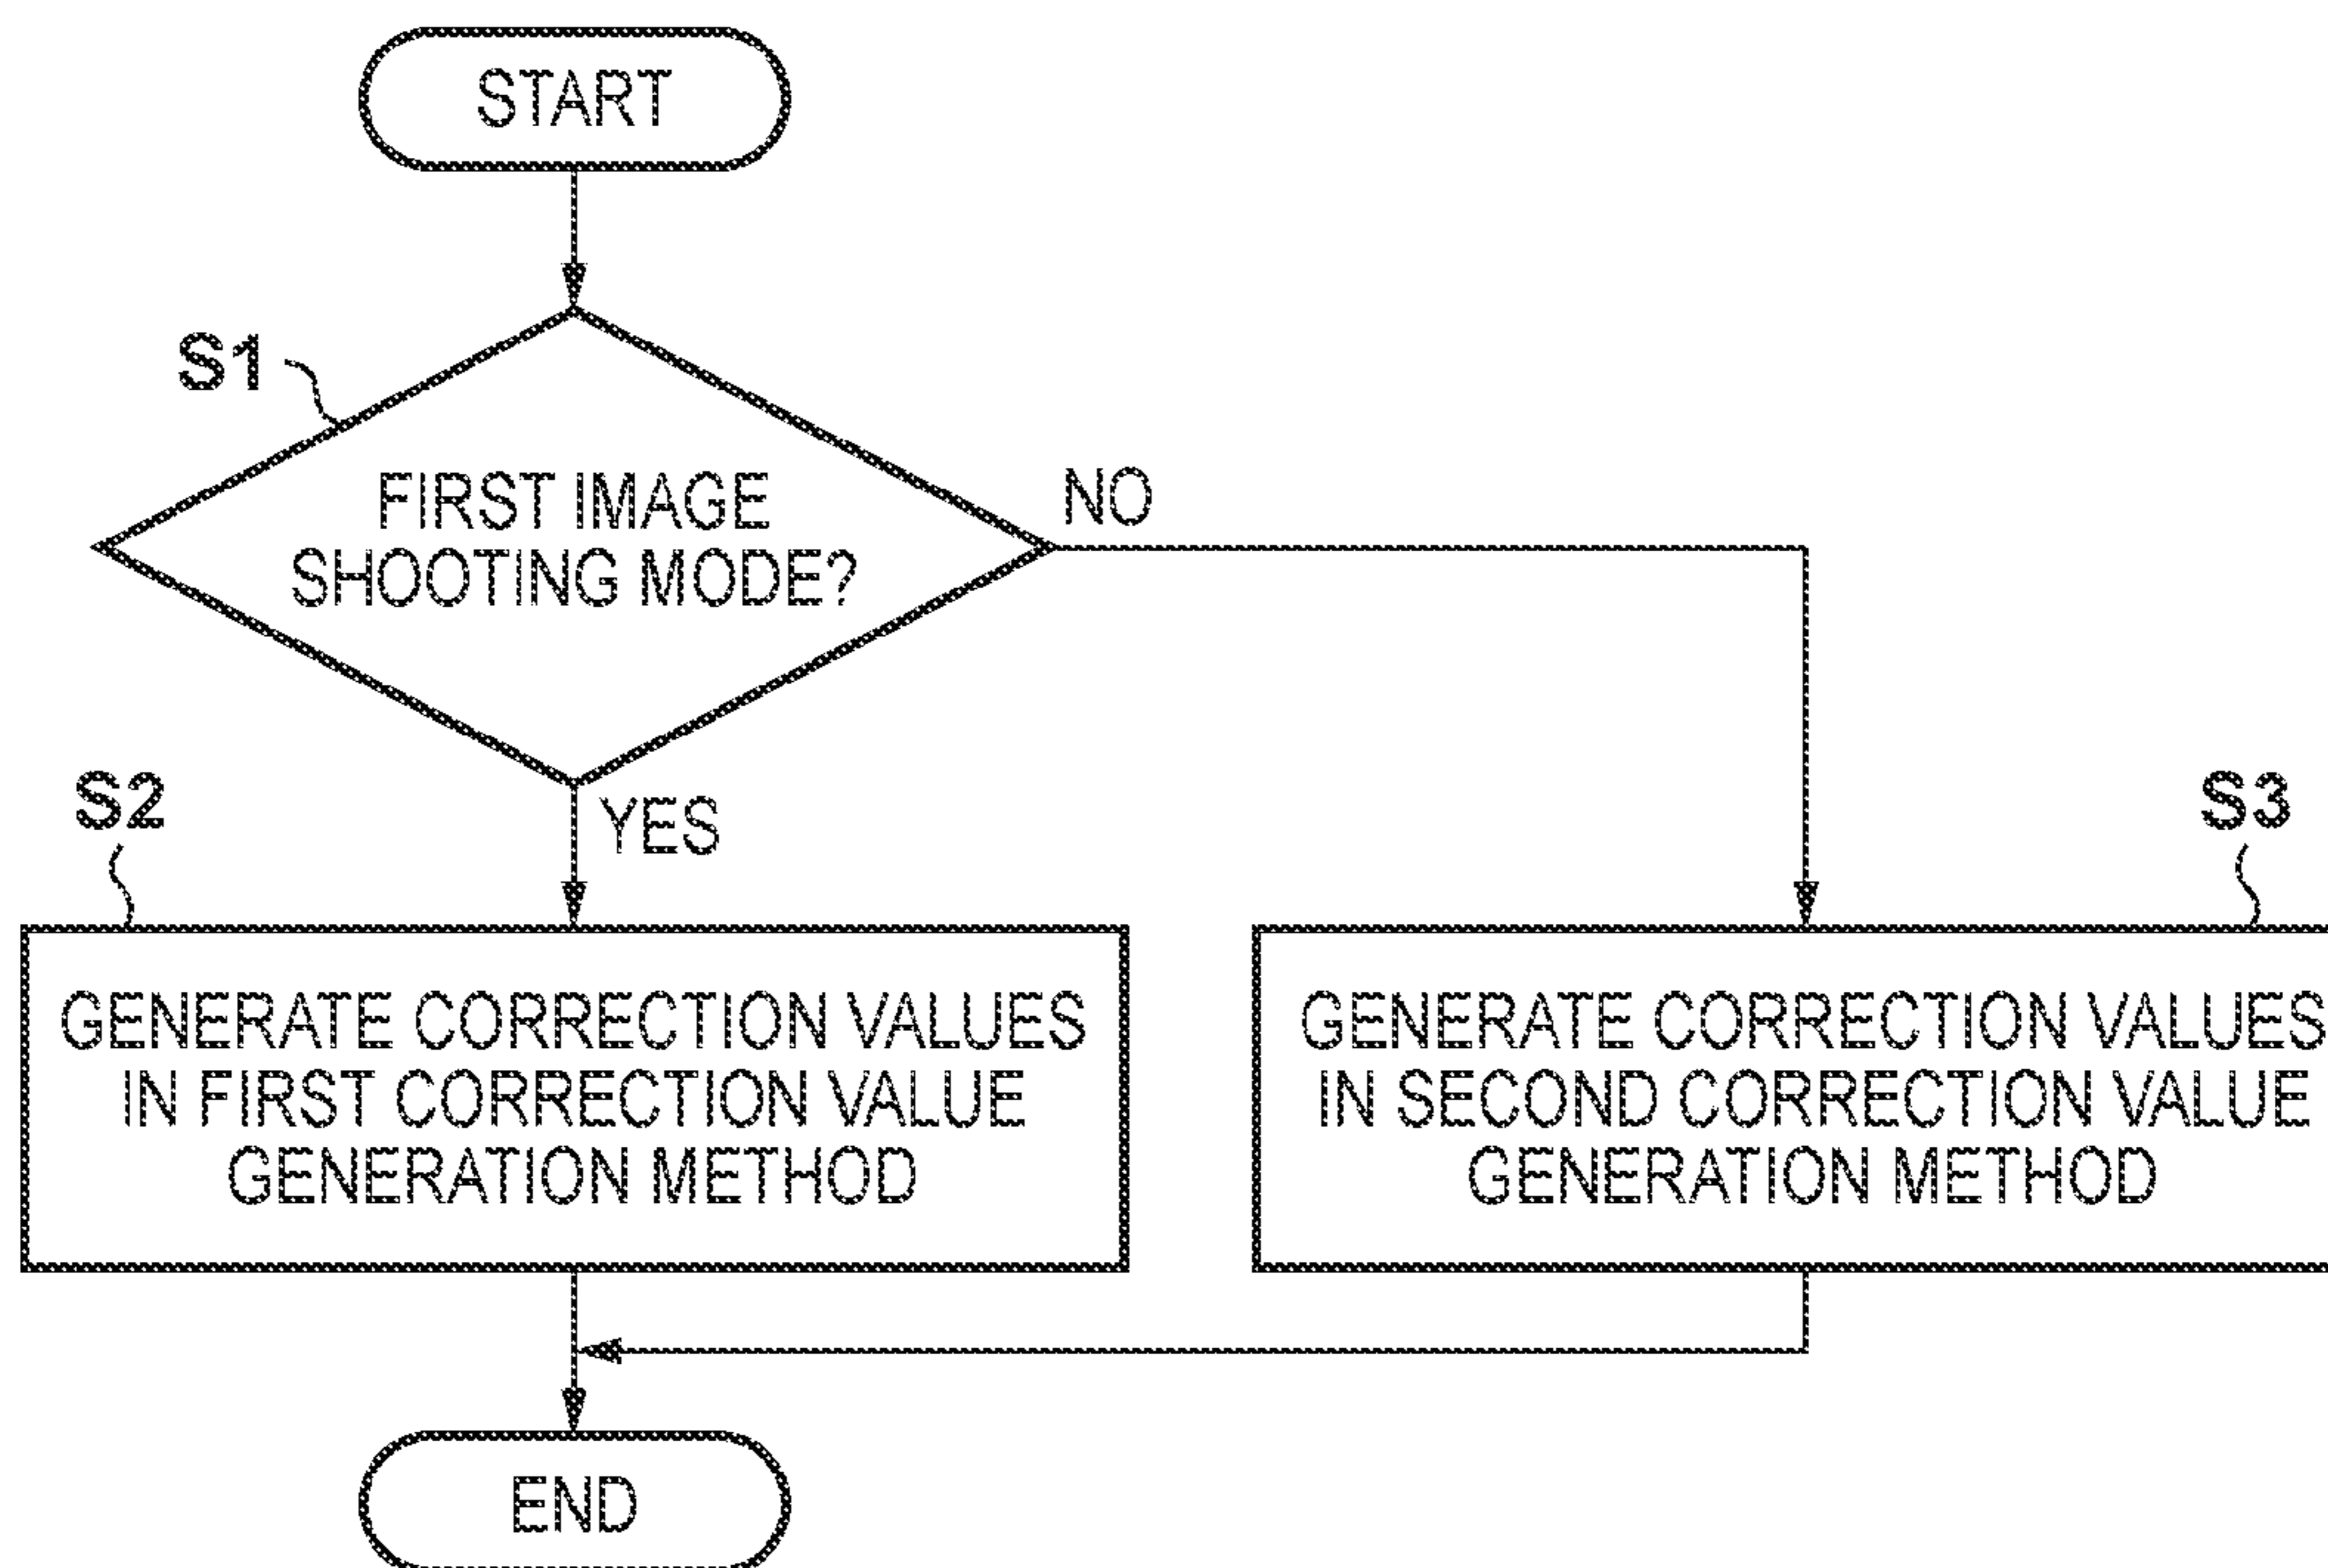 START
S1
FIRST IMAGE
SHOOTING MODE?
NO
YES
S2
GENERATE CORRECTION VALUES
IN FIRST CORRECTION VALUE
GENERATION METHOD
S3
GENERATE CORRECTION VALUES
IN SECOND CORRECTION VALUE
GENERATION METHOD
END